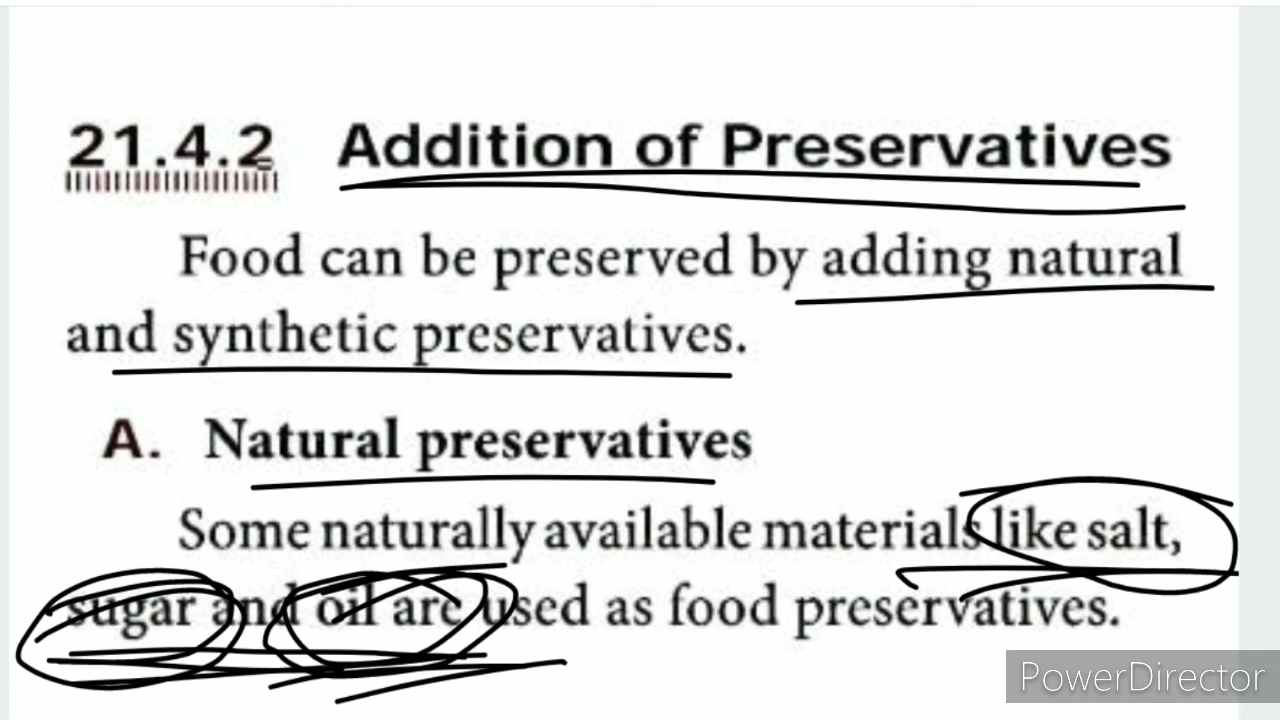 21.4.2 Addition of Preservatives
Food can be preserved by adding natural
and synthetic preservatives.
A. Natural preservatives
Some naturally available materials like salt,
sugar and oil are used as food preservatives.
PowerDirector